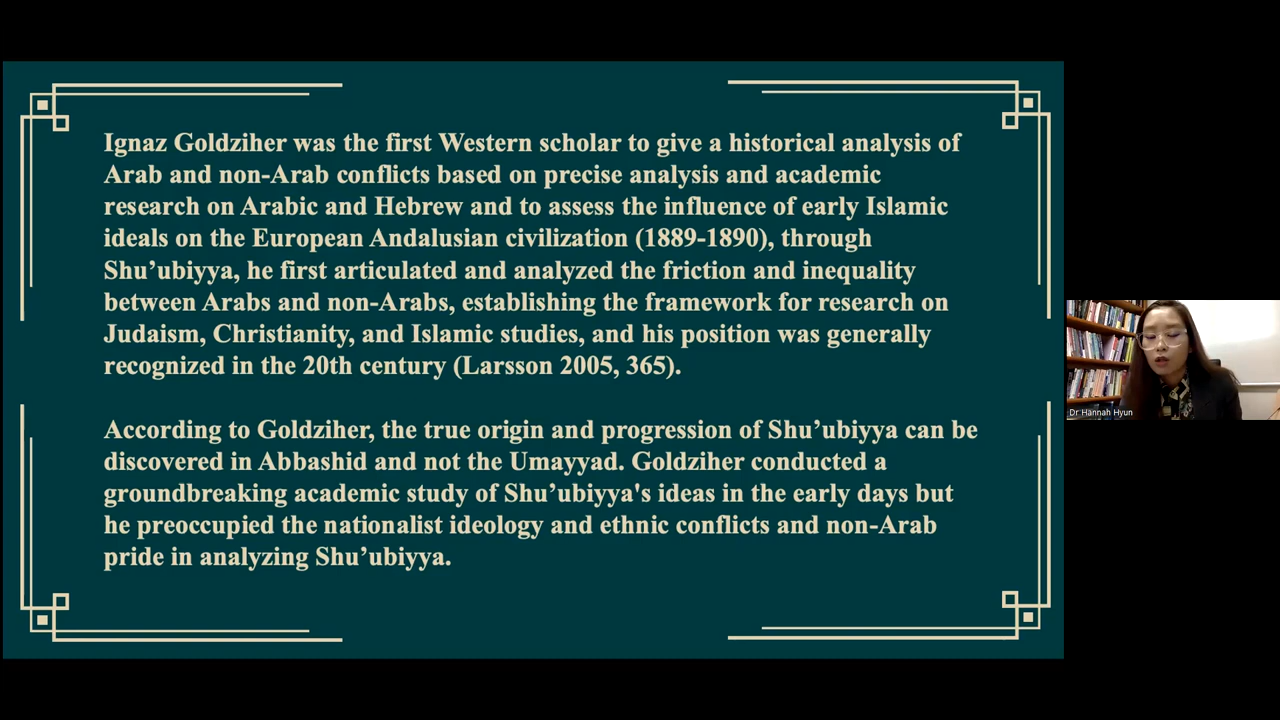 Ignaz Goldziher was the first Western scholar to give a historical analysis of
Arab and non-Arab conflicts based on precise analysis and academic
research on Arabic and Hebrew and to assess the influence of early Islamic
ideals on the European Andalusian civilization (1889-1890), through
Shu’ubiyya, he first articulated and analyzed the friction and inequality
between Arabs and non-Arabs, establishing the framework for research on
Judaism, Christianity, and Islamic studies, and his position was generally
recognized in the 20th century (Larsson 2005, 365).
According to Goldziher, the true origin and progression of Shu’ubiyya can be
discovered in Abbashid and not the Umayyad. Goldziher conducted a
groundbreaking academic study of Shu’ubiyya's ideas in the early days but
he preoccupied the nationalist ideology and ethnic conflicts and non-Arab
pride in analyzing Shu’ubiyya.
Dr Hannah Hyun